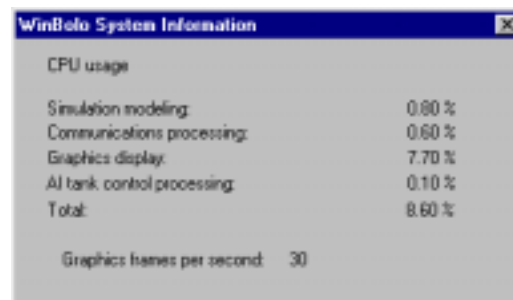 WinBolo System Information
CPU usage
Simulation modeling: 0.80 %
Communications processing: 0.60 %
Graphics display: 7.70 %
AI tank control processing: 0.10 %
Total: 8.60 %
Graphics frames per second: 30